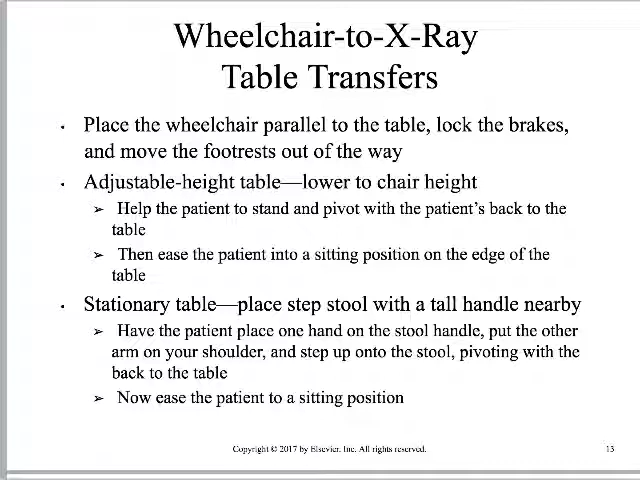 Wheelchair-to-X-Ray
Table Transfers
• Place the wheelchair parallel to the table, lock the brakes,
and move the footrests out of the way
• Adjustable-height table—lower to chair height
➢ Help the patient to stand and pivot with the patient's back to the
table
➢ Then ease the patient into a sitting position on the edge of the
table
• Stationary table—place step stool with a tall handle nearby
➢ Have the patient place one hand on the stool handle, put the other
arm on your shoulder, and step up onto the stool, pivoting with the
back to the table
➢ Now ease the patient to a sitting position
Copyright © 2017 by Elsevier. Inc. All rights reserved.
13